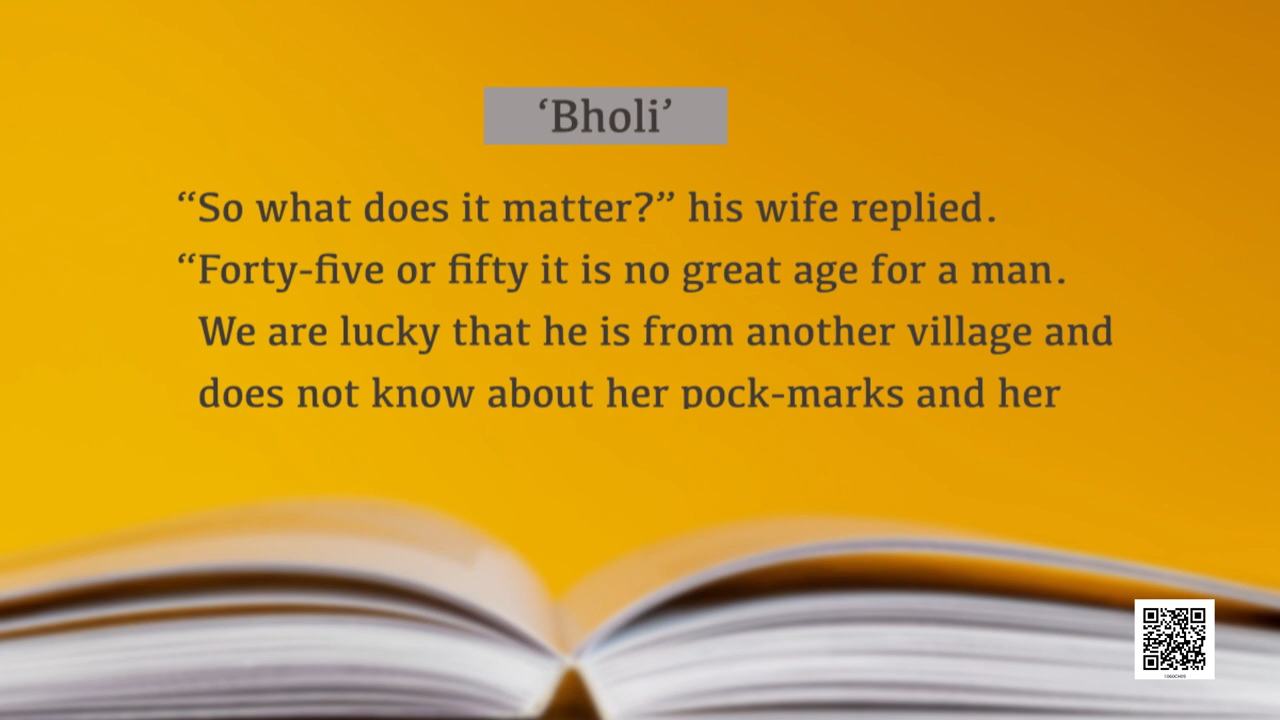 ‘Bholi’
“So what does it matter?” his wife replied.
“Forty-five or fifty it is no great age for a man.
We are lucky that he is from another village and
does not know about her pock-marks and her